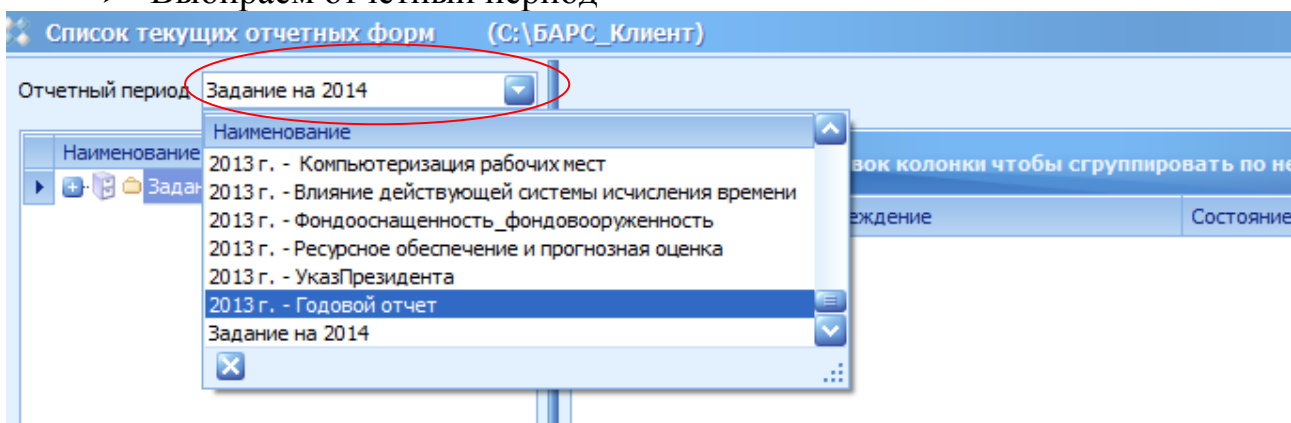 Выбираем отчетный период
Список текущих отчетных форм (C:\БАРС_Клиент)
Отчетный период Задание на 2014
Наименование
Наименование
2013 г. - Компьютеризация рабочих мест
2013 г. - Влияние действующей системы исчисления времени
2013 г. - Фондооснащенность_фондовооруженность
2013 г. - Ресурсное обеспечение и прогнозная оценка
2013 г. - УказПрезидента
2013 г. - Годовой отчет
Задание на 2014
Задан
вок колонки чтобы сгруппировать по не
еждение Состояние